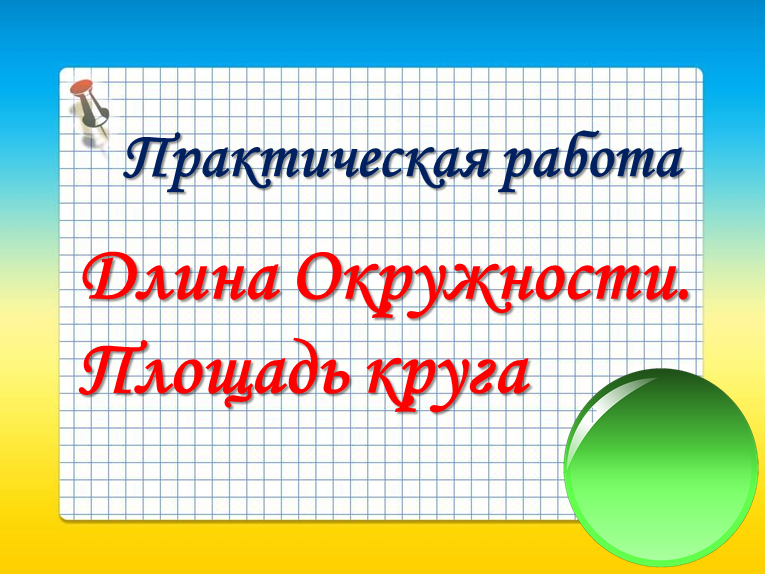 Практическая работа
Длина Окружности.
Площадь круга